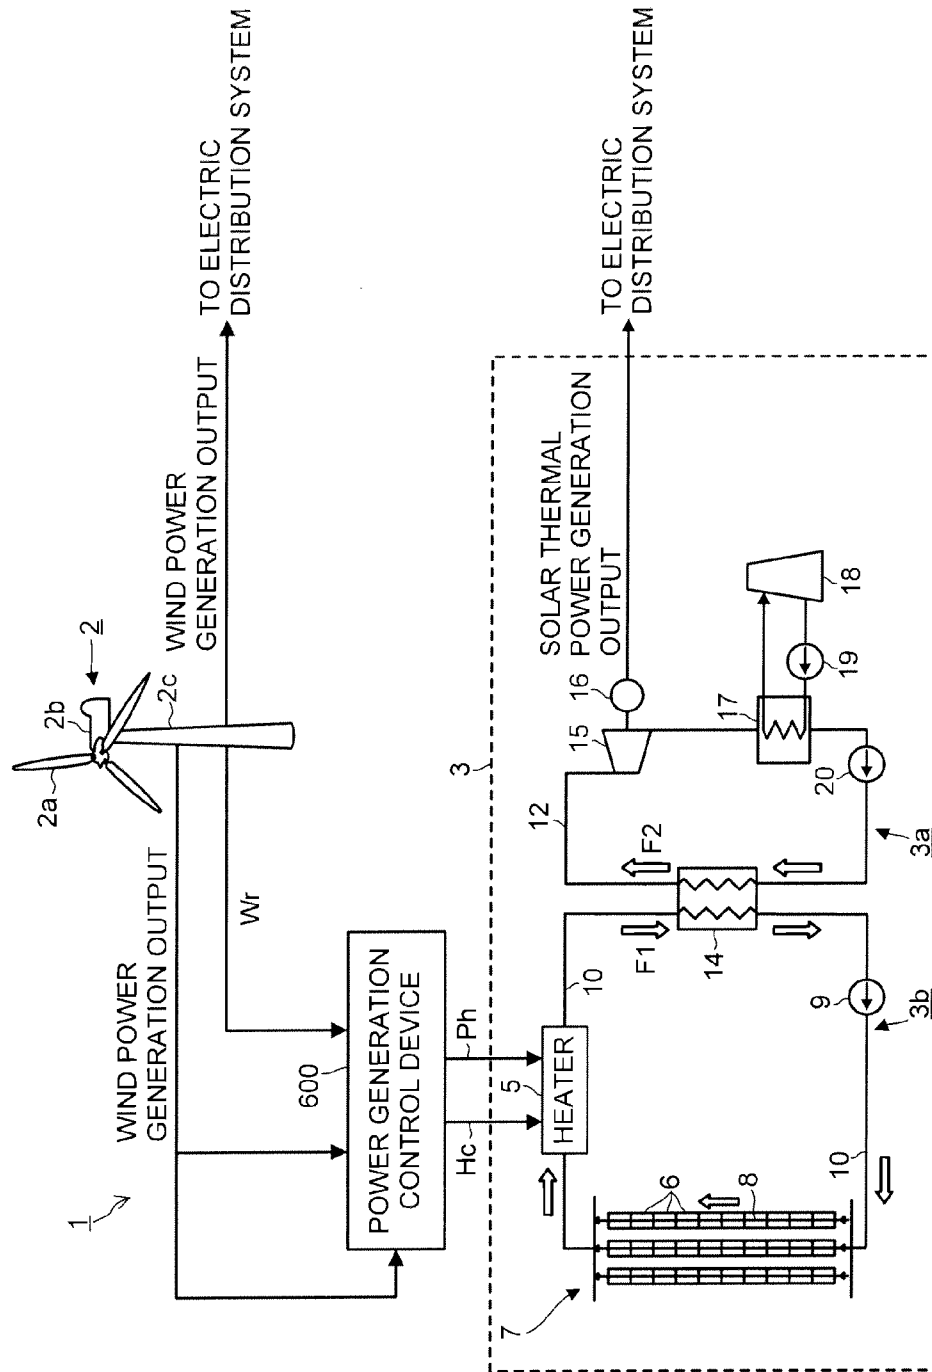 1
WIND POWER
GENERATION OUTPUT
2a
2b
2
2c
WIND POWER
GENERATION OUTPUT
TO ELECTRIC
DISTRIBUTION SYSTEM
Wr
600
POWER GENERATION
CONTROL DEVICE
Hc
Ph
3
SOLAR THERMAL
POWER GENERATION
OUTPUT
TO ELECTRIC
DISTRIBUTION SYSTEM
5
HEATER
10
12
15
16
F1
F2
14
17
18
19
20
7
6
8
10
9
3b
3a